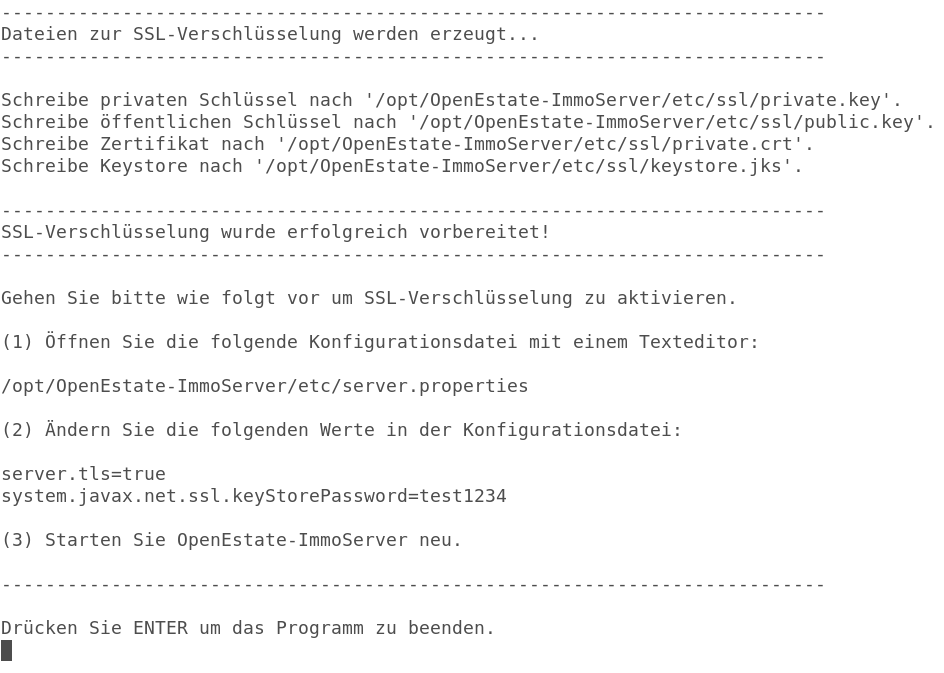 ---------------------------------------------------------------------------
Dateien zur SSL-Verschlüsselung werden erzeugt...
---------------------------------------------------------------------------
Schreibe privaten Schlüssel nach '/opt/OpenEstate-ImmoServer/etc/ssl/private.key'.
Schreibe öffentlichen Schlüssel nach '/opt/OpenEstate-ImmoServer/etc/ssl/public.key'.
Schreibe Zertifikat nach '/opt/OpenEstate-ImmoServer/etc/ssl/private.crt'.
Schreibe Keystore nach '/opt/OpenEstate-ImmoServer/etc/ssl/keystore.jks'.
---------------------------------------------------------------------------
SSL-Verschlüsselung wurde erfolgreich vorbereitet!
---------------------------------------------------------------------------
Gehen Sie bitte wie folgt vor um SSL-Verschlüsselung zu aktivieren.
(1) Öffnen Sie die folgende Konfigurationsdatei mit einem Texteditor:
/opt/OpenEstate-ImmoServer/etc/server.properties
(2) Ändern Sie die folgenden Werte in der Konfigurationsdatei:
server.tls=true
system.javax.net.ssl.keyStorePassword=test1234
(3) Starten Sie OpenEstate-ImmoServer neu.
---------------------------------------------------------------------------
Drücken Sie ENTER um das Programm zu beenden.